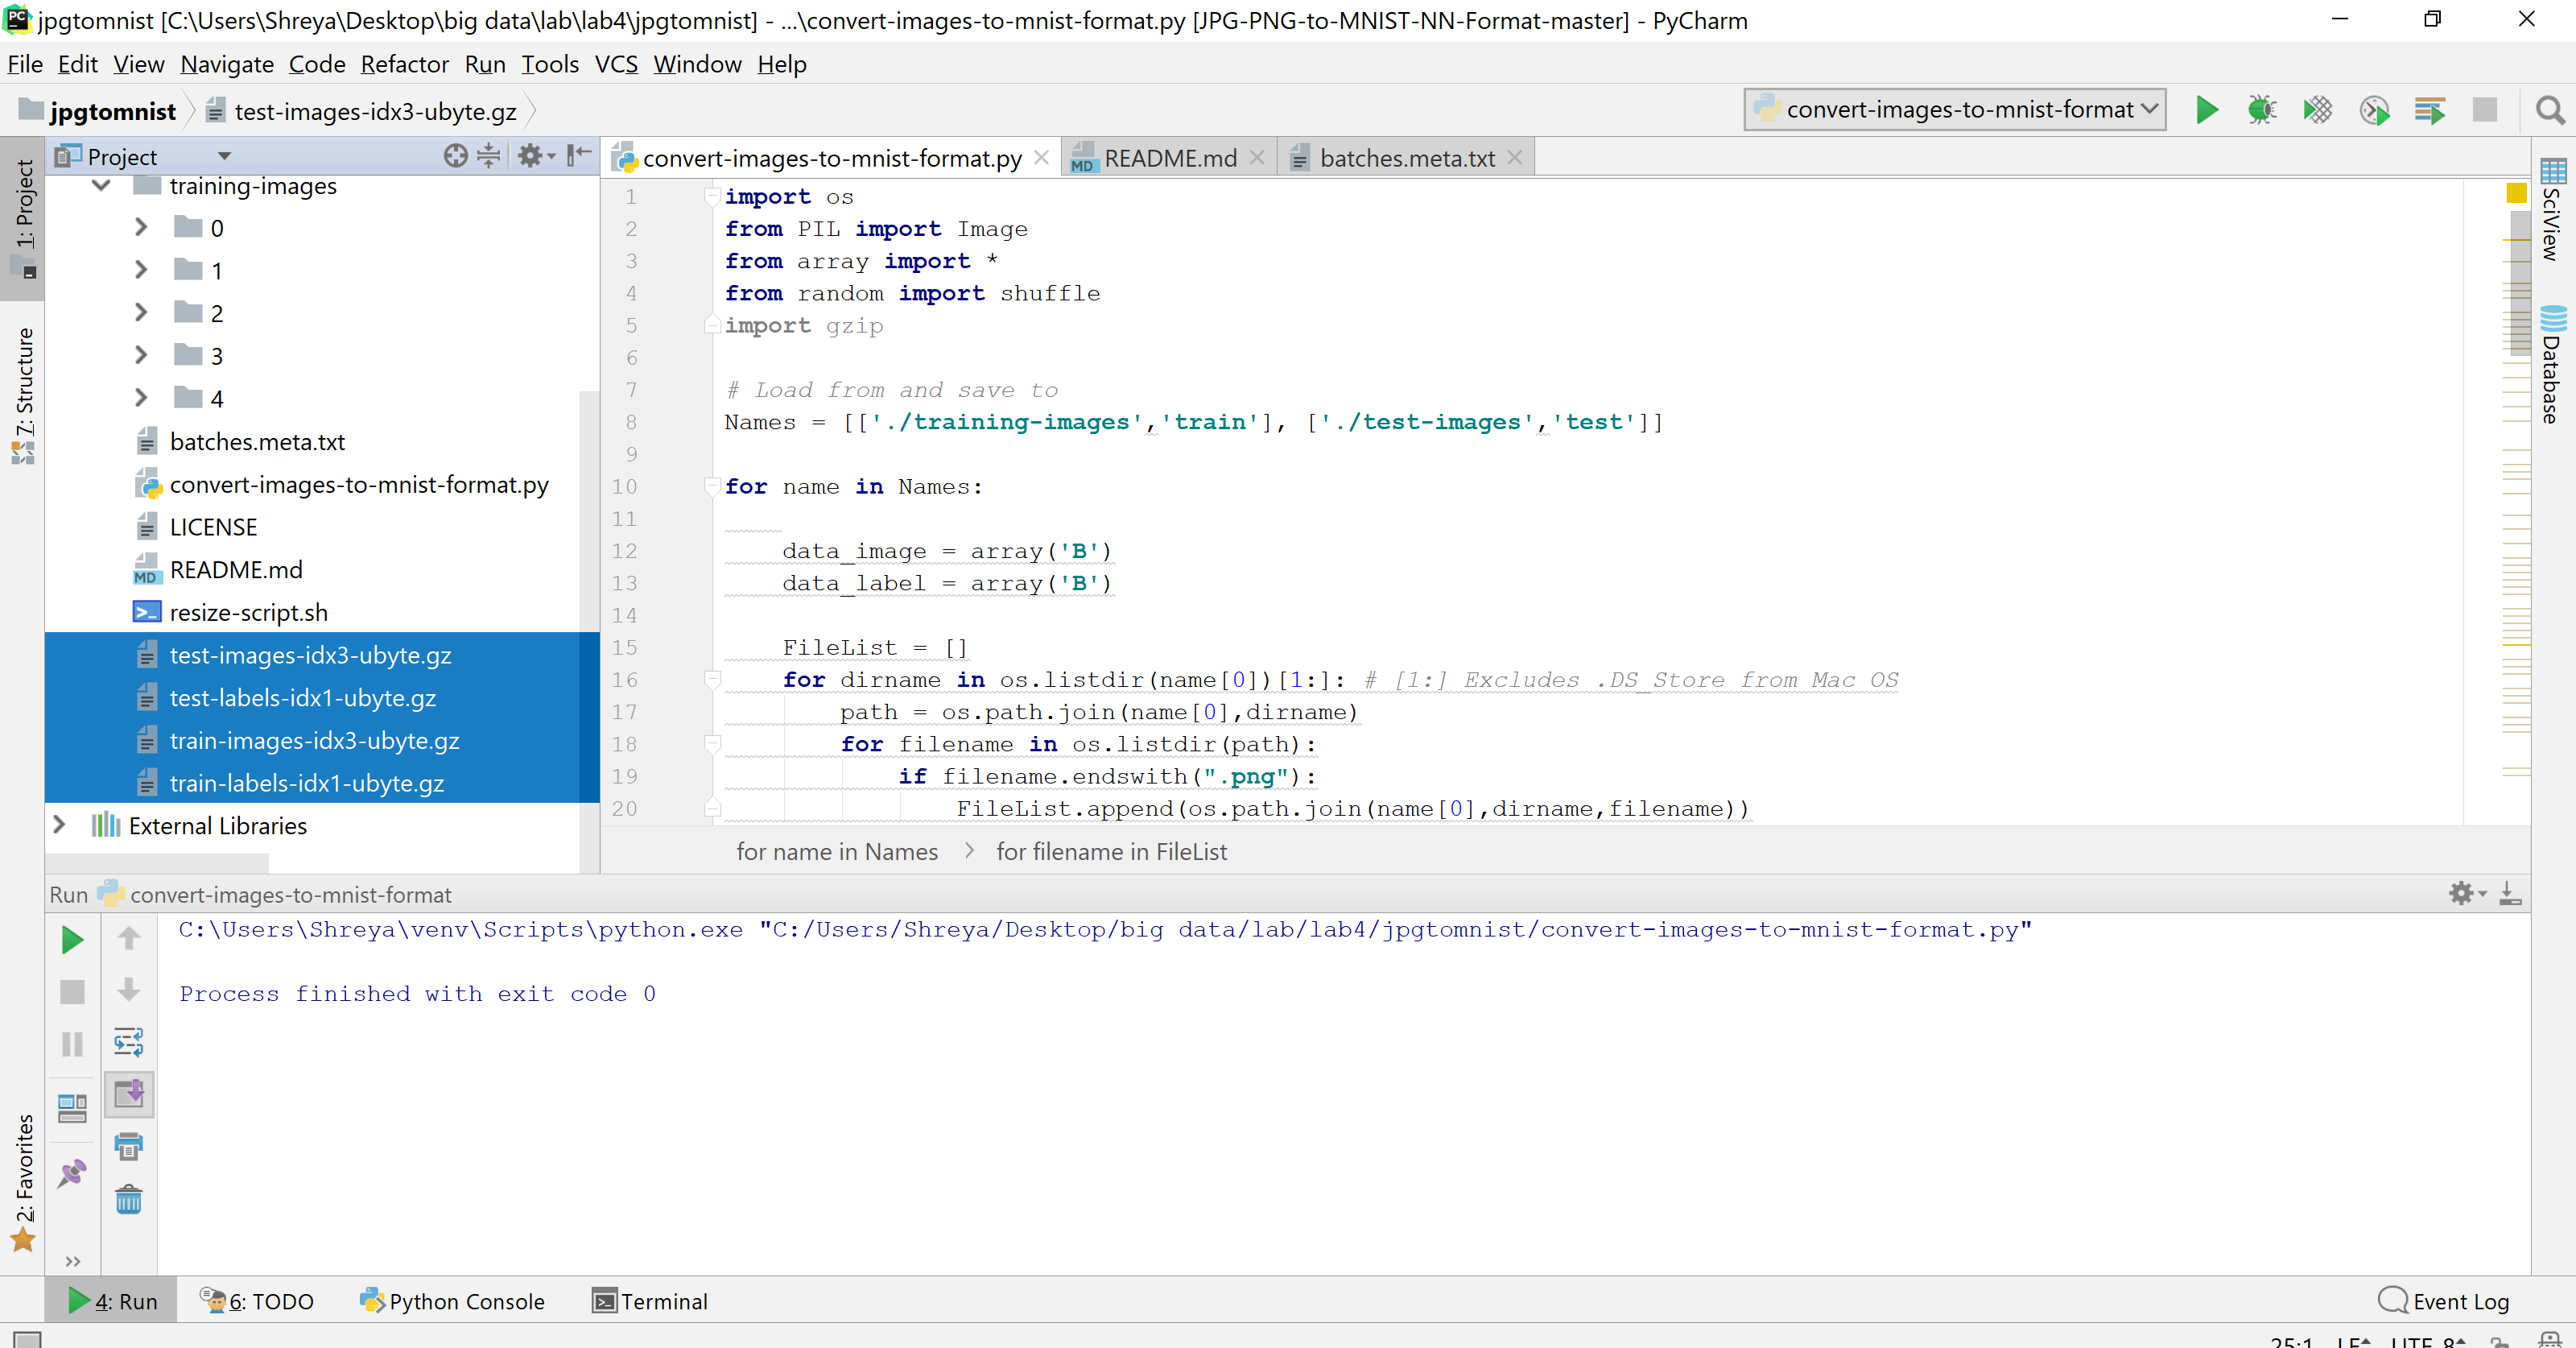 jpgtomnist [C:\Users\Shreya\Desktop\big data\lab\lab4\jpgtomnist] - ...\convert-images-to-mnist-format.py [JPG-PNG-to-MNIST-NN-Format-master] - PyCharm
File Edit View Navigate Code Refactor Run Tools VCS Window Help
jpgtomnist test-images-idx3-ubyte.gz convert-images-to-mnist-format
1: Project
7: Structure
2: Favorites
Project
training-images
0
1
2
3
4
batches.meta.txt
convert-images-to-mnist-format.py
LICENSE
README.md
resize-script.sh
test-images-idx3-ubyte.gz
test-labels-idx1-ubyte.gz
train-images-idx3-ubyte.gz
train-labels-idx1-ubyte.gz
External Libraries
convert-images-to-mnist-format.py README.md batches.meta.txt
1 import os
2 from PIL import Image
3 from array import *
4 from random import shuffle
5 import gzip
6
7 # Load from and save to
8 Names = [['./training-images','train'], ['./test-images','test']]
9
10 for name in Names:
11
12 data_image = array('B')
13 data_label = array('B')
14
15 FileList = []
16 for dirname in os.listdir(name[0])[1:]: # [1:] Excludes .DS_Store from Mac OS
17 path = os.path.join(name[0],dirname)
18 for filename in os.listdir(path):
19 if filename.endswith(".png"):
20 FileList.append(os.path.join(name[0],dirname,filename))
for name in Names > for filename in FileList
SciView
Database
Run convert-images-to-mnist-format
C:\Users\Shreya\venv\Scripts\python.exe "C:/Users/Shreya/Desktop/big data/lab/lab4/jpgtomnist/convert-images-to-mnist-format.py"
Process finished with exit code 0
4: Run 6: TODO Python Console Terminal Event Log
25:1 LF UTF-8